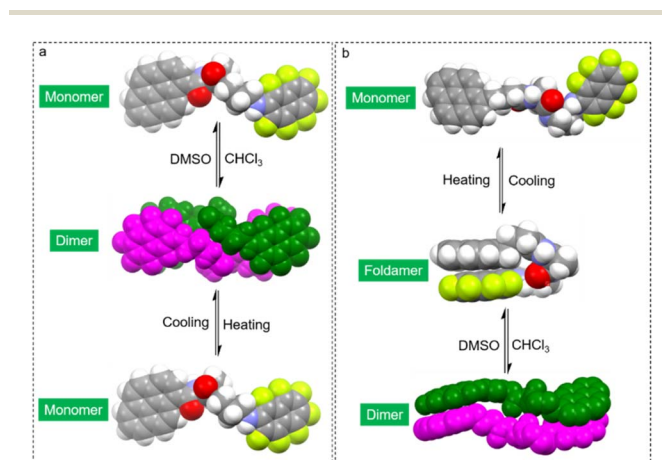 a
Monomer
DMSO CHCl₃
Dimer
Cooling Heating
Monomer
b
Monomer
Heating Cooling
Foldamer
DMSO CHCl₃
Dimer